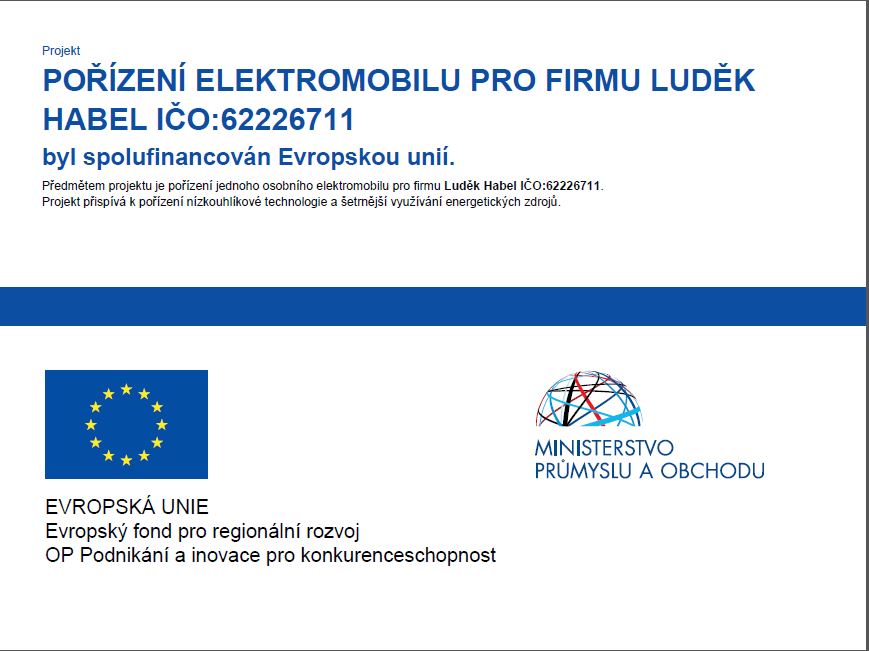 Projekt
POŘÍZENÍ ELEKTROMOBILU PRO FIRMU LUDĚK
HABEL IČO:62226711
byl spolufinancován Evropskou unií.
Předmětem projektu je pořízení jednoho osobního elektromobilu pro firmu Luděk Habel IČO:62226711.
Projekt přispívá k pořízení nízkouhlíkové technologie a šetrnější využívání energetických zdrojů.
EVROPSKÁ UNIE
Evropský fond pro regionální rozvoj
OP Podnikání a inovace pro konkurenceschopnost
MINISTERSTVO
PRŮMYSLU A OBCHODU